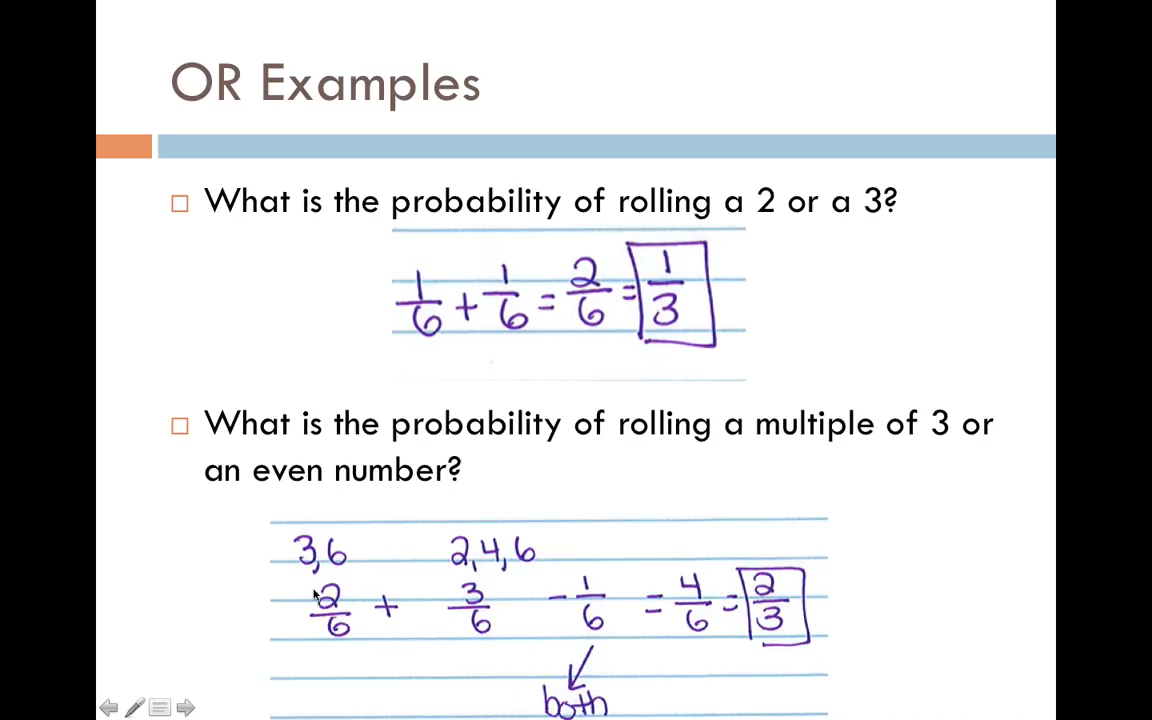 OR Examples
What is the probability of rolling a 2 or a 3?
1/6 + 1/6 = 2/6 = 1/3
What is the probability of rolling a multiple of 3 or
an even number?
3,6 2,4,6
2/6 + 3/6 - 1/6 = 4/6 = 2/3
both